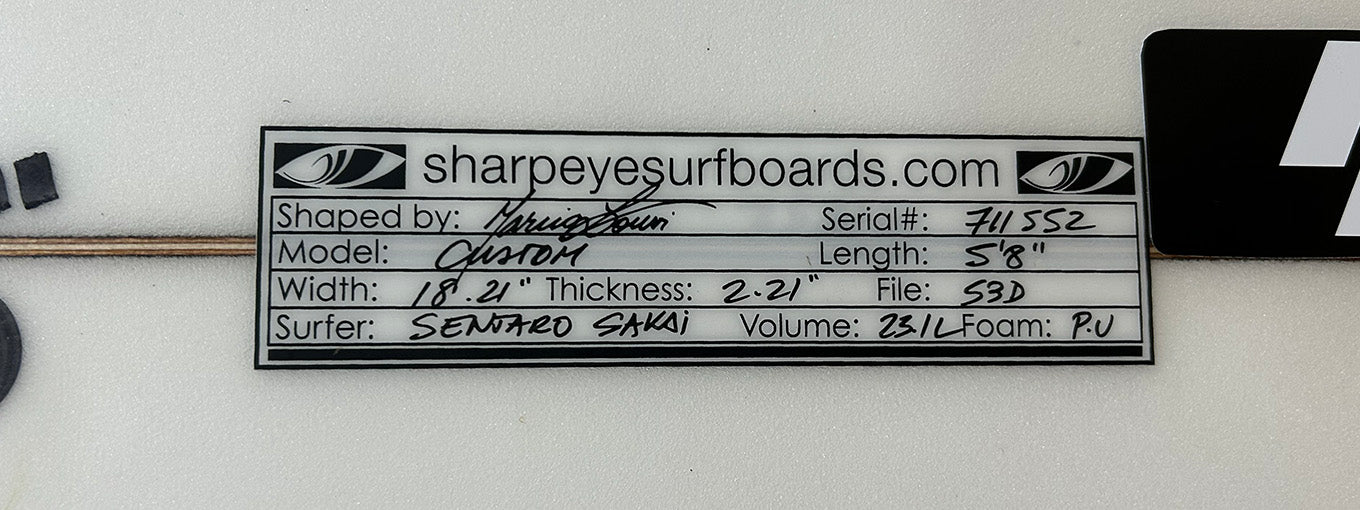 sharpeyesurfboards.com
Shaped by: Serial#: 711552
Model: CUSTOM Length: 5'8"
Width: 18.21" Thickness: 2.21" File: S3D
Surfer: SENTARO SAKAI Volume: 23.1L Foam: P.U